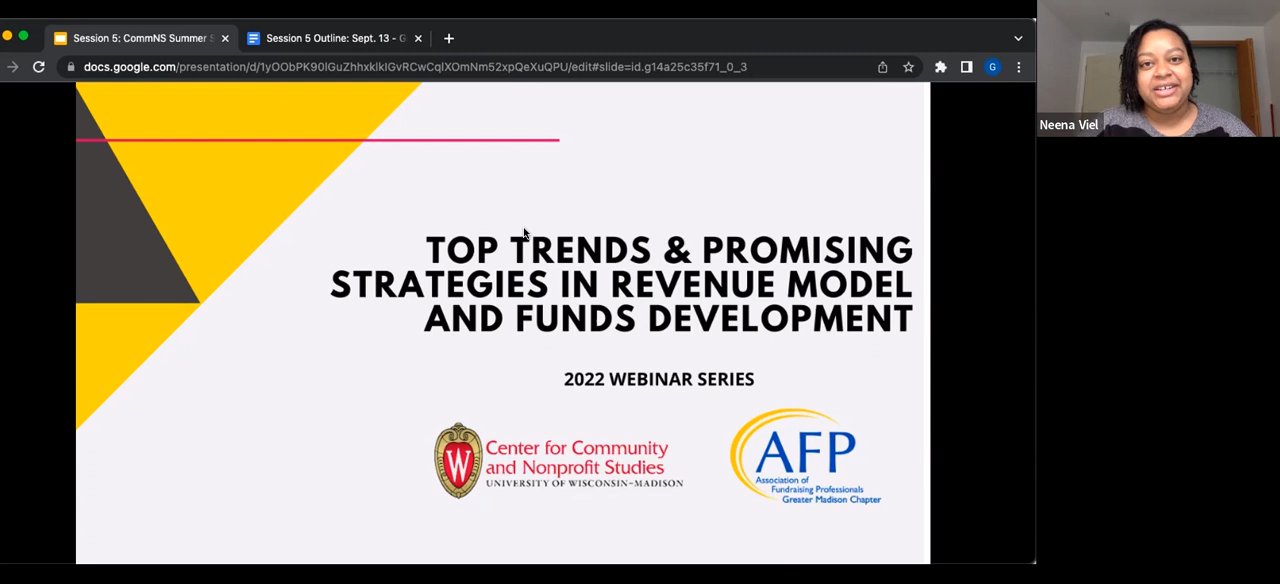 Session 5: CommNS Summer S
Session 5 Outline: Sept. 13 - G
docs.google.com/presentation/d/1yOObPK90IGuZhhxkIklGvRCwCqlXOmNm52xpQeXuQPU/edit#slide=id.g14a25c35f71_0_3
G
Neena Viel
TOP TRENDS & PROMISING
STRATEGIES IN REVENUE MODEL
AND FUNDS DEVELOPMENT
2022 WEBINAR SERIES
W
Center for Community
and Nonprofit Studies
UNIVERSITY OF WISCONSIN–MADISON
AFP
Association of
Fundraising Professionals
Greater Madison Chapter